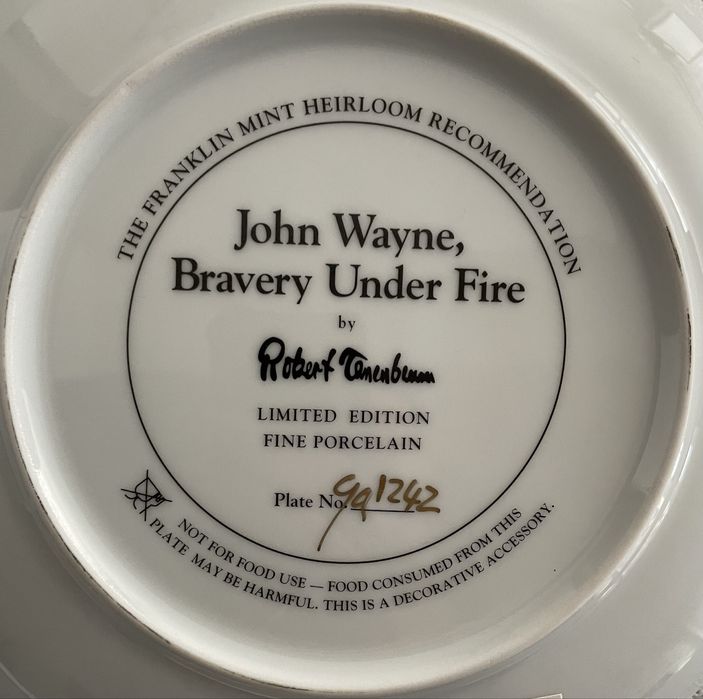 THE FRANKLIN MINT HEIRLOOM RECOMMENDATION
John Wayne,
Bravery Under Fire
by
Robert Tanenbaum
LIMITED EDITION
FINE PORCELAIN
Plate No. gq1242
NOT FOR FOOD USE — FOOD CONSUMED FROM THIS
PLATE MAY BE HARMFUL. THIS IS A DECORATIVE ACCESSORY.